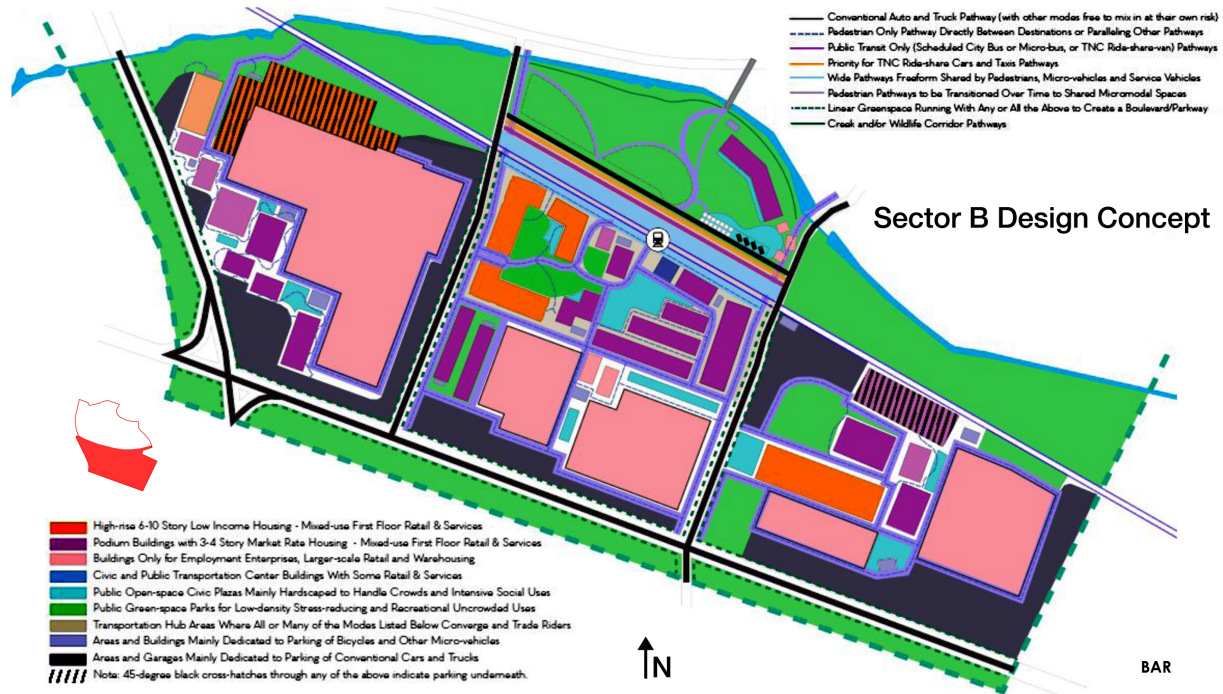 Conventional Auto and Truck Pathway (with other modes free to mix in at their own risk)
Pedestrian Only Pathway Directly Between Destinations or Paralleling Other Pathways
Public Transit Only (Scheduled City Bus or Micro-bus, or TNC Ride-share-van) Pathways
Priority for TNC Ride-share Cars and Taxis Pathways
Wide Pathways Freeform Shared by Pedestrians, Micro-vehicles and Service Vehicles
Pedestrian Pathways to be Transitioned Over Time to Shared Micromodal Spaces
Linear Greenspace Running With Any or All the Above to Create a Boulevard/Parkway
Creek and/or Wildlife Corridor Pathways
Sector B Design Concept
High-rise 6-10 Story Low Income Housing - Mixed-use First Floor Retail & Services
Podium Buildings with 3-4 Story Market Rate Housing - Mixed-use First Floor Retail & Services
Buildings Only for Employment Enterprises, Larger-scale Retail and Warehousing
Civic and Public Transportation Center Buildings With Some Retail & Services
Public Open-space Civic Plazas Mainly Hardscaped to Handle Crowds and Intensive Social Uses
Public Green-space Parks for Low-density Stress-reducing and Recreational Uncrowded Uses
Transportation Hub Areas Where All or Many of the Modes Listed Below Converge and Trade Riders
Areas and Buildings Mainly Dedicated to Parking of Bicycles and Other Micro-vehicles
Areas and Garages Mainly Dedicated to Parking of Conventional Cars and Trucks
Note: 45-degree black cross-hatches through any of the above indicate parking underneath.
N
BAR